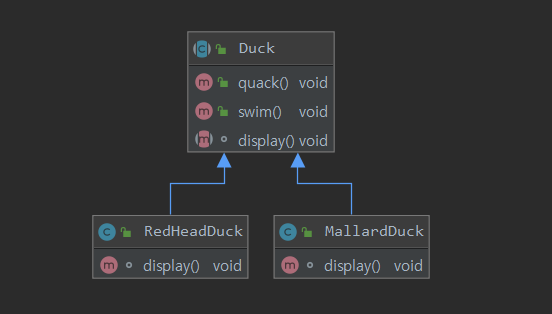 Duck
quack() void
swim() void
display() void
RedHeadDuck
display() void
MallardDuck
display() void